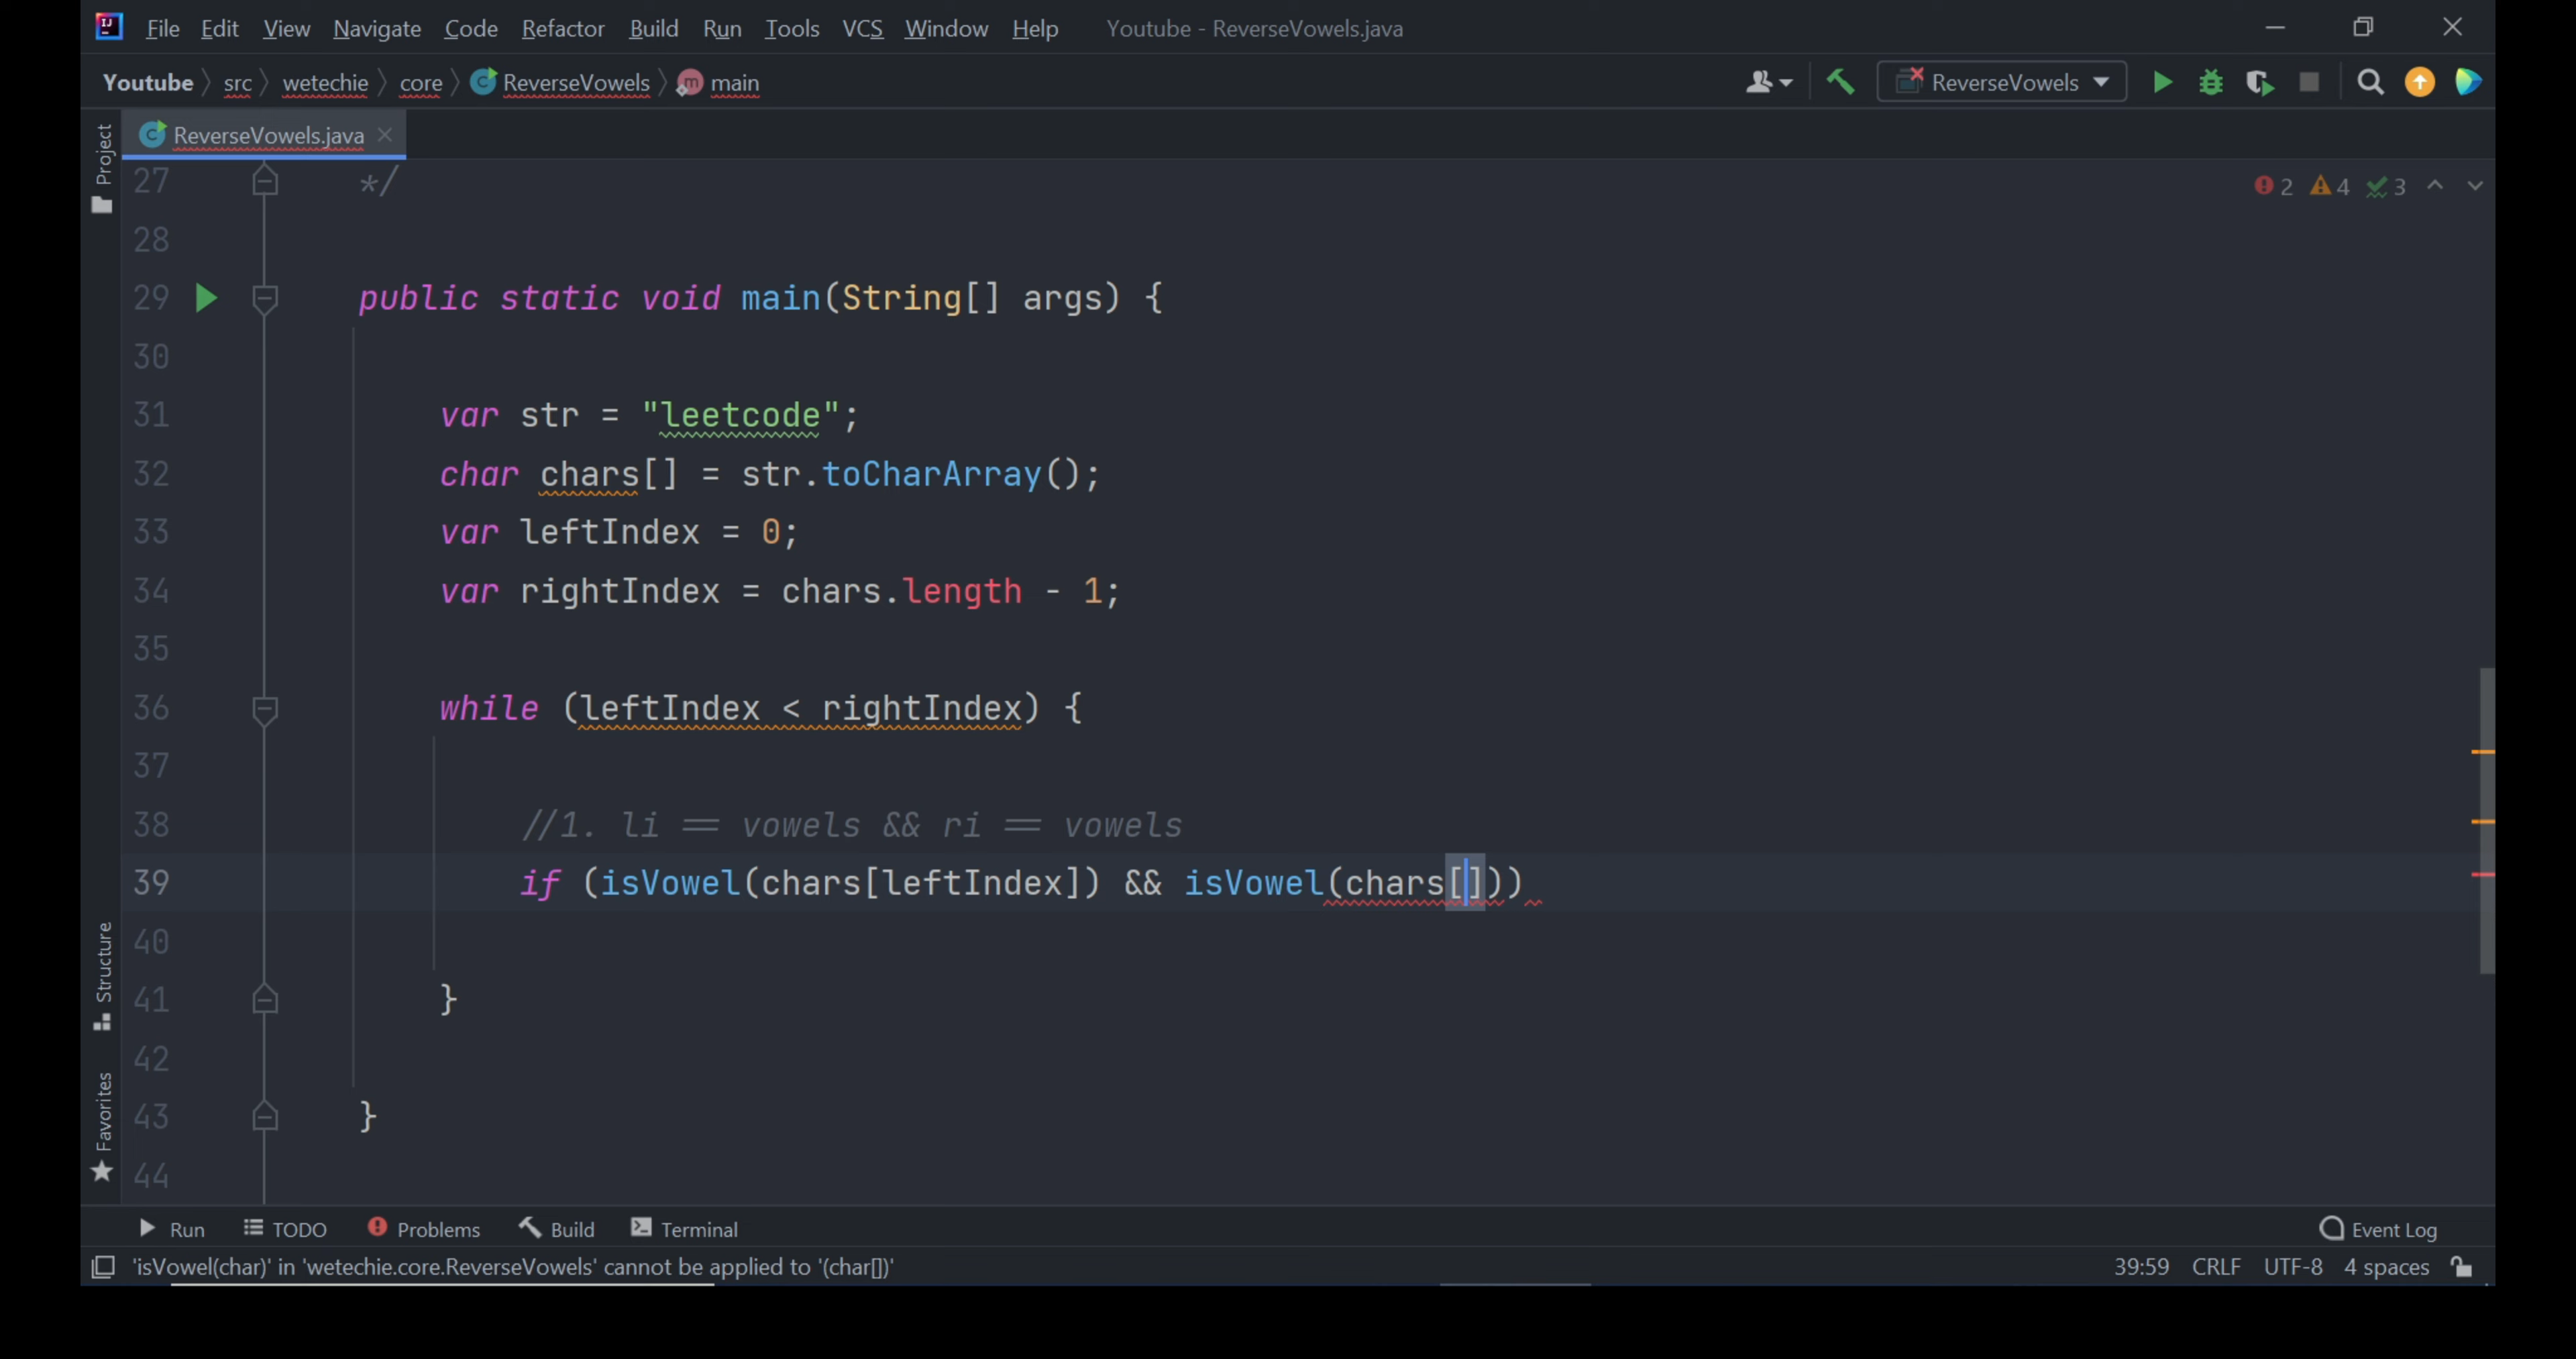 File Edit View Navigate Code Refactor Build Run Tools VCS Window Help Youtube - ReverseVowels.java
Youtube src wetechie core ReverseVowels main ReverseVowels
Project
ReverseVowels.java
27 */
2 4 3
28
29 public static void main(String[] args) {
30
31 var str = "leetcode";
32 char chars[] = str.toCharArray();
33 var leftIndex = 0;
34 var rightIndex = chars.length - 1;
35
36 while (leftIndex < rightIndex) {
37
38 //1. li == vowels && ri == vowels
39 if (isVowel(chars[leftIndex]) && isVowel(chars[]))
40
41 }
42
43 }
44
Structure
Favorites
Run TODO Problems Build Terminal Event Log
'isVowel(char)' in 'wetechie.core.ReverseVowels' cannot be applied to '(char[])' 39:59 CRLF UTF-8 4 spaces